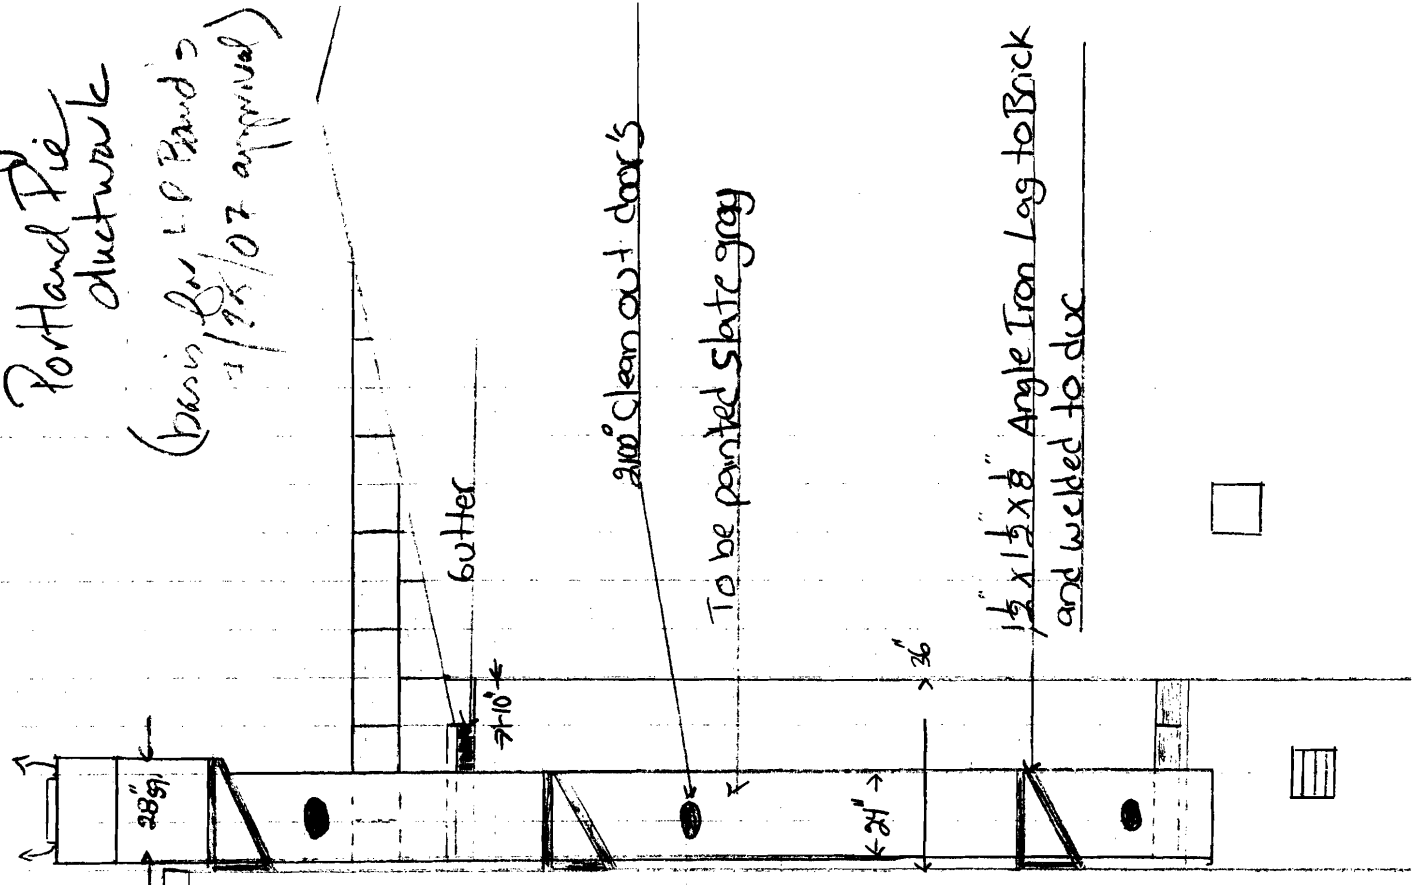 Portland Pie
ductwork
(basis for
approval)
Gutter
10"
2100° clean out door's
To be painted slate gray
1½" x 1½" x ⅛" Angle Iron Lag to Brick
and welded to duc
36"
24"
28"